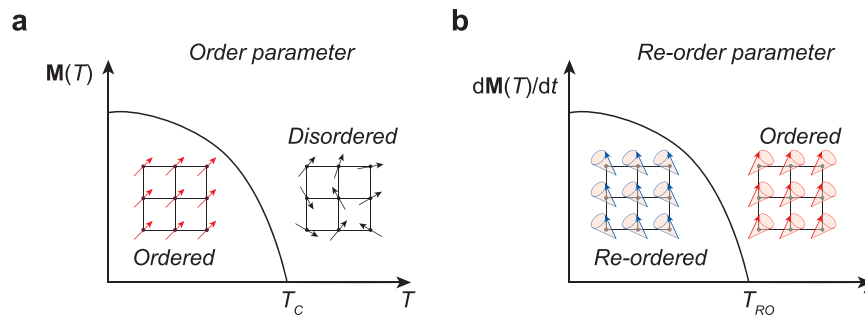 a
Order parameter
M(T)
Disordered
Ordered
T_C
T
b
Re-order parameter
dM(T)/dt
Ordered
Re-ordered
T_RO